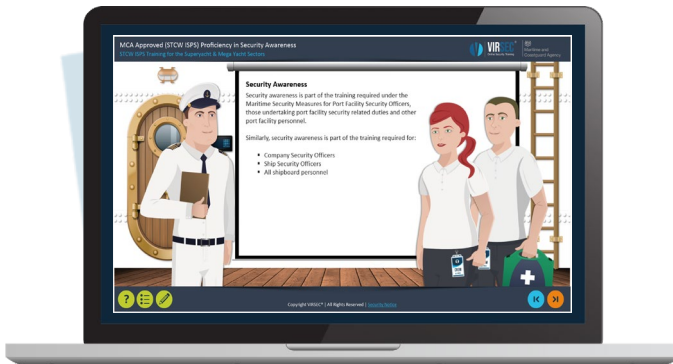 MCA Approved (STCW ISPS) Proficiency in Security Awareness
STCW ISPS Training for the Superyacht & Mega Yacht Sectors
VIRSEC
Maritime and
Coastguard Agency
Security Awareness
Security awareness is part of the training required under the
Maritime Security Measures for Port Facility Security Officers,
those undertaking port facility security related duties and other
port facility personnel.
Similarly, security awareness is part of the training required for:
• Company Security Officers
• Ship Security Officers
• All shipboard personnel
?
Copyright VIRSEC® | All Rights Reserved | Security Notice